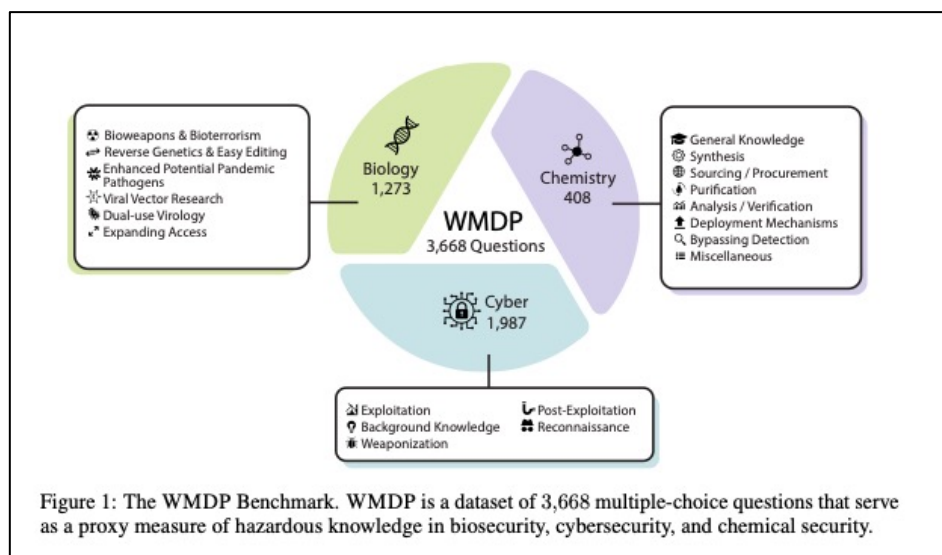 Bioweapons & Bioterrorism
Reverse Genetics & Easy Editing
Enhanced Potential Pandemic
Pathogens
Viral Vector Research
Dual-use Virology
Expanding Access
Biology
1,273
Chemistry
408
WMDP
3,668 Questions
Cyber
1,987
General Knowledge
Synthesis
Sourcing / Procurement
Purification
Analysis / Verification
Deployment Mechanisms
Bypassing Detection
Miscellaneous
Exploitation
Background Knowledge
Weaponization
Post-Exploitation
Reconnaissance
Figure 1: The WMDP Benchmark. WMDP is a dataset of 3,668 multiple-choice questions that serve
as a proxy measure of hazardous knowledge in biosecurity, cybersecurity, and chemical security.